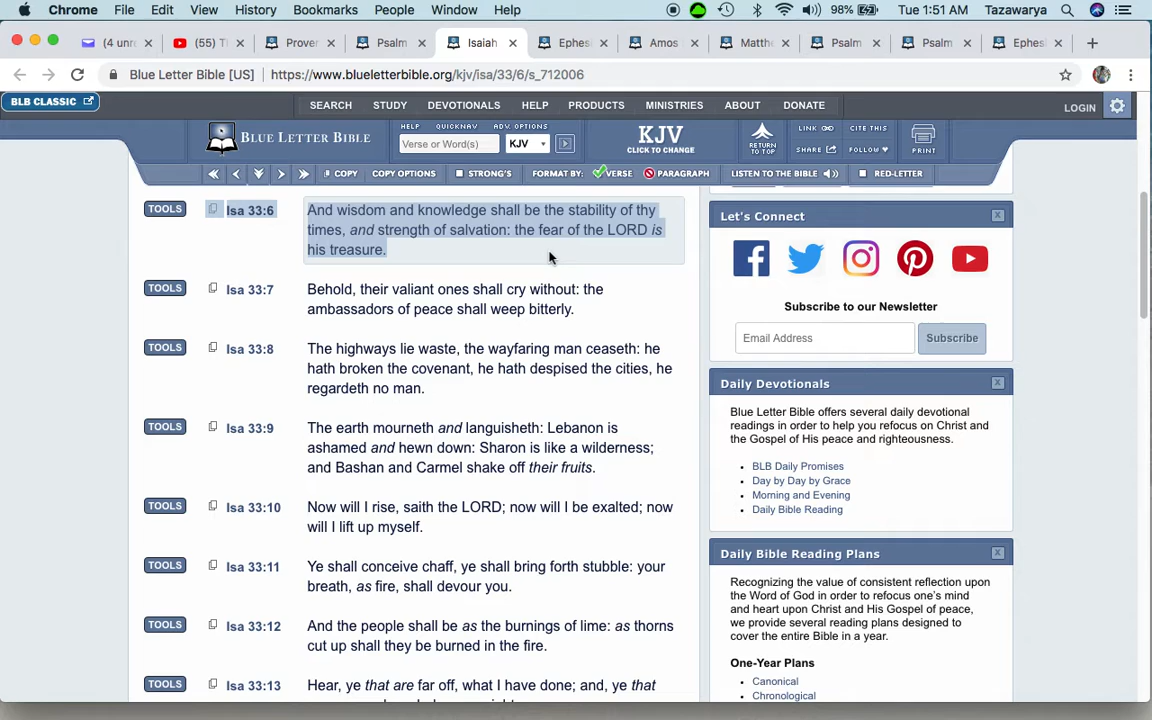 Chrome File Edit View History Bookmarks People Window Help 98% Tue 1:51 AM Tazawarya
(4 unre (55) T Prover Psalm Isaiah Ephesi Amos Matthe Psalm Psalm Ephesi
Blue Letter Bible [US] https://www.blueletterbible.org/kjv/isa/33/6/s_712006
BLB CLASSIC
SEARCH STUDY DEVOTIONALS HELP PRODUCTS MINISTRIES ABOUT DONATE LOGIN
BLUE LETTER BIBLE
HELP QUICKNAV ADV. OPTIONS
Verse or Word(s) KJV
KJV
CLICK TO CHANGE
RETURN
TO TOP
LINK CITE THIS
SHARE FOLLOW
PRINT
COPY COPY OPTIONS STRONG'S FORMAT BY: VERSE PARAGRAPH LISTEN TO THE BIBLE RED-LETTER
TOOLS Isa 33:6 And wisdom and knowledge shall be the stability of thy
times, and strength of salvation: the fear of the LORD is
his treasure.
TOOLS Isa 33:7 Behold, their valiant ones shall cry without: the
ambassadors of peace shall weep bitterly.
TOOLS Isa 33:8 The highways lie waste, the wayfaring man ceaseth: he
hath broken the covenant, he hath despised the cities, he
regardeth no man.
TOOLS Isa 33:9 The earth mourneth and languisheth: Lebanon is
ashamed and hewn down: Sharon is like a wilderness;
and Bashan and Carmel shake off their fruits.
TOOLS Isa 33:10 Now will I rise, saith the LORD; now will I be exalted; now
will I lift up myself.
TOOLS Isa 33:11 Ye shall conceive chaff, ye shall bring forth stubble: your
breath, as fire, shall devour you.
TOOLS Isa 33:12 And the people shall be as the burnings of lime: as thorns
cut up shall they be burned in the fire.
TOOLS Isa 33:13 Hear, ye that are far off, what I have done; and, ye that
Let's Connect
Subscribe to our Newsletter
Email Address Subscribe
Daily Devotionals
Blue Letter Bible offers several daily devotional
readings in order to help you refocus on Christ and
the Gospel of His peace and righteousness.
BLB Daily Promises
Day by Day by Grace
Morning and Evening
Daily Bible Reading
Daily Bible Reading Plans
Recognizing the value of consistent reflection upon
the Word of God in order to refocus one's mind
and heart upon Christ and His Gospel of peace,
we provide several reading plans designed to
cover the entire Bible in a year.
One-Year Plans
Canonical
Chronological